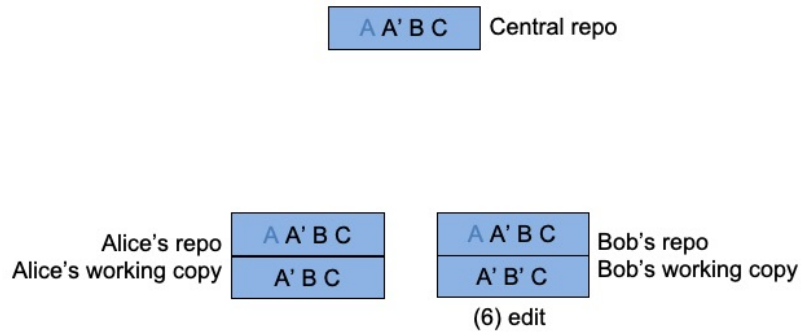 A A' B C Central repo
Alice's repo A A' B C
Alice's working copy A' B C
A A' B C Bob's repo
A' B' C Bob's working copy
(6) edit